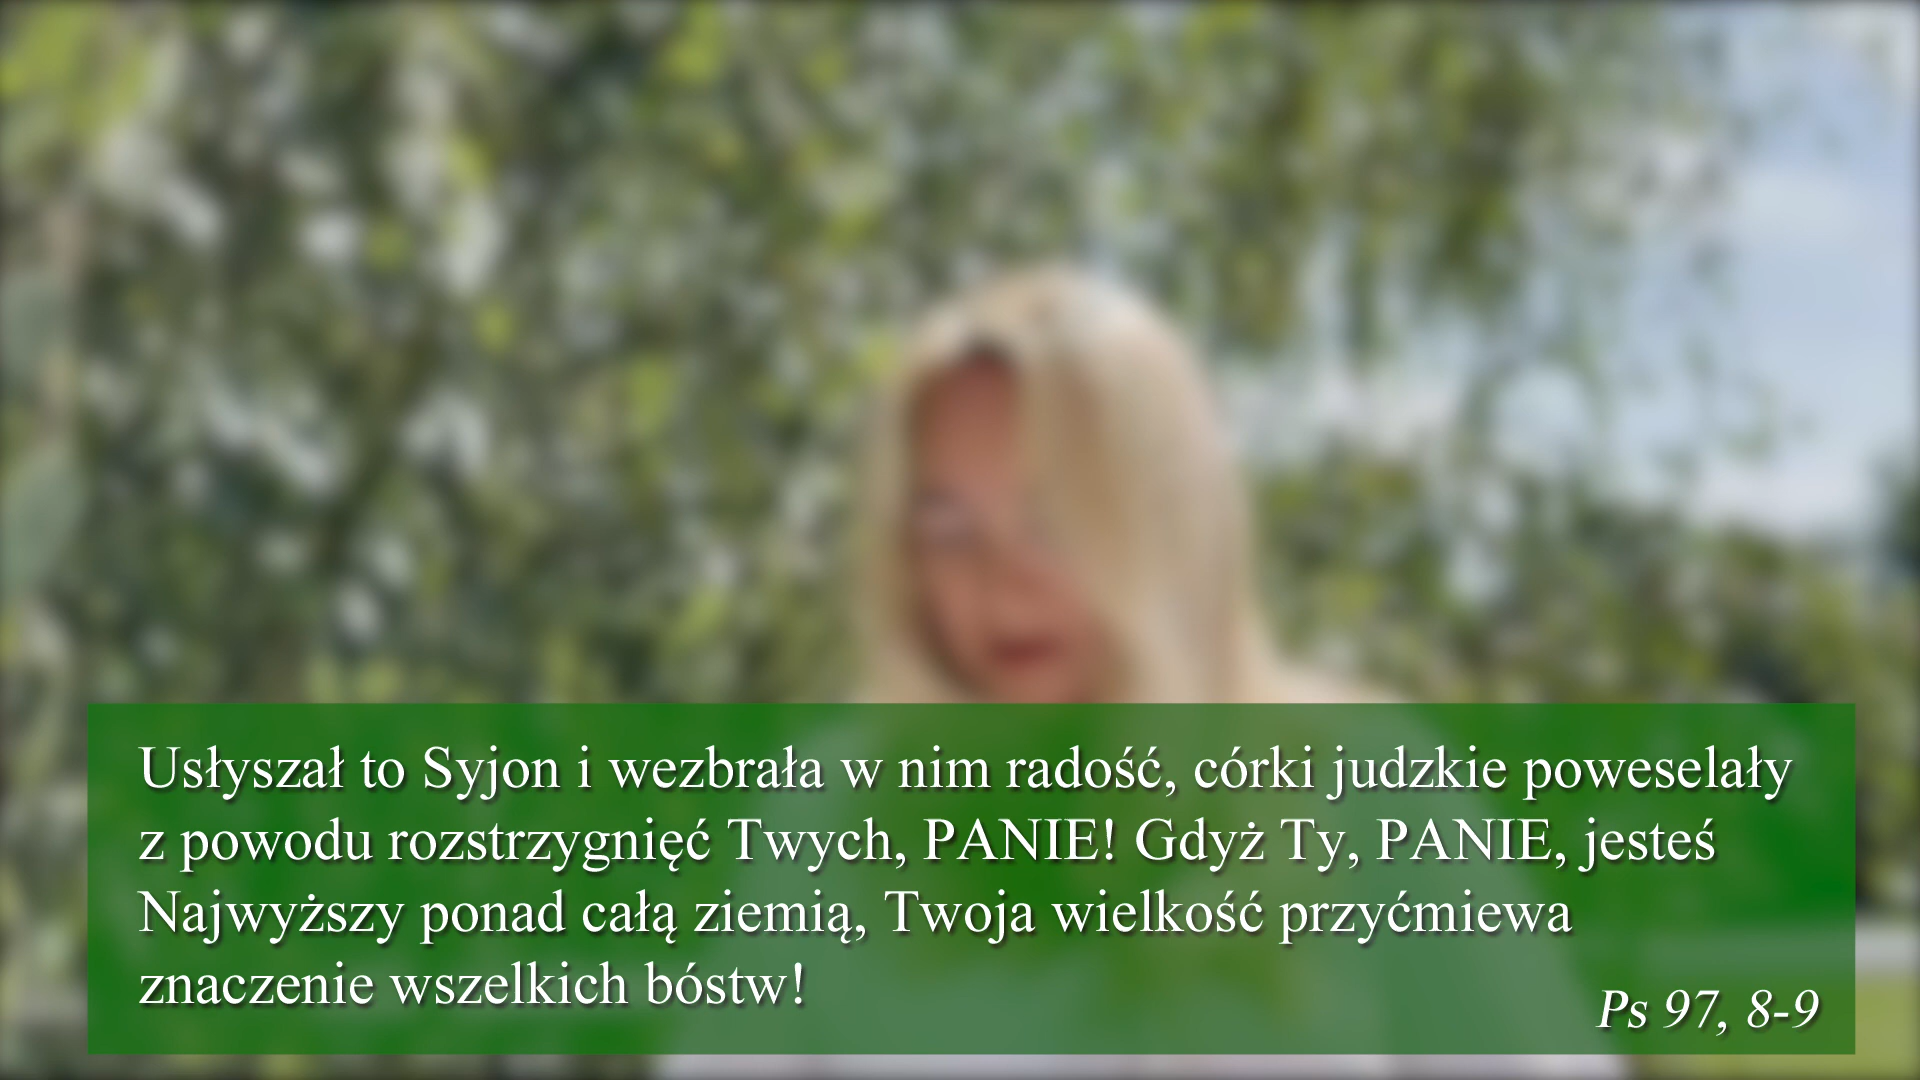 Usłyszał to Syjon i wezbrała w nim radość, córki judzkie poweselały
z powodu rozstrzygnięć Twych, PANIE! Gdyż Ty, PANIE, jesteś
Najwyższy ponad całą ziemią, Twoja wielkość przyćmiewa
znaczenie wszelkich bóstw!
Ps 97, 8-9